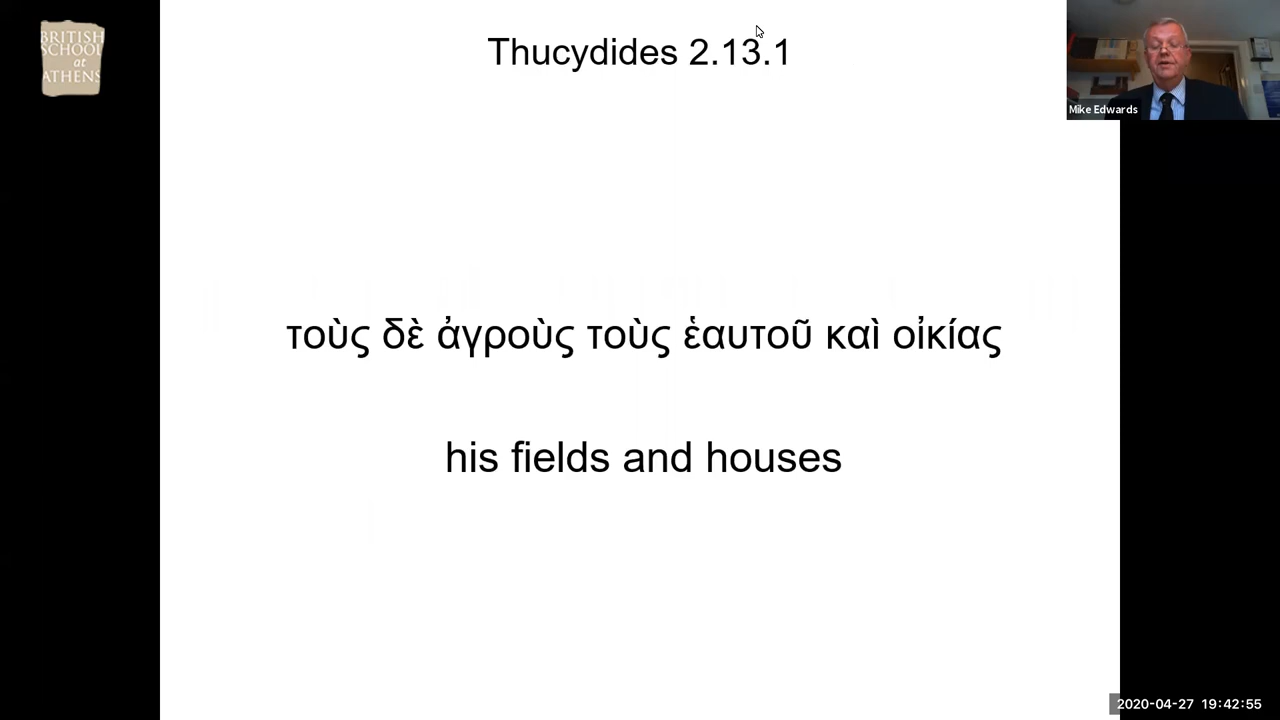 BRITISH
SCHOOL
at
ATHENS
Thucydides 2.13.1
Mike Edwards
τοὺς δὲ ἀγροὺς τοὺς ἑαυτοῦ καὶ οἰκίας
his fields and houses
2020-04-27 19:42:55